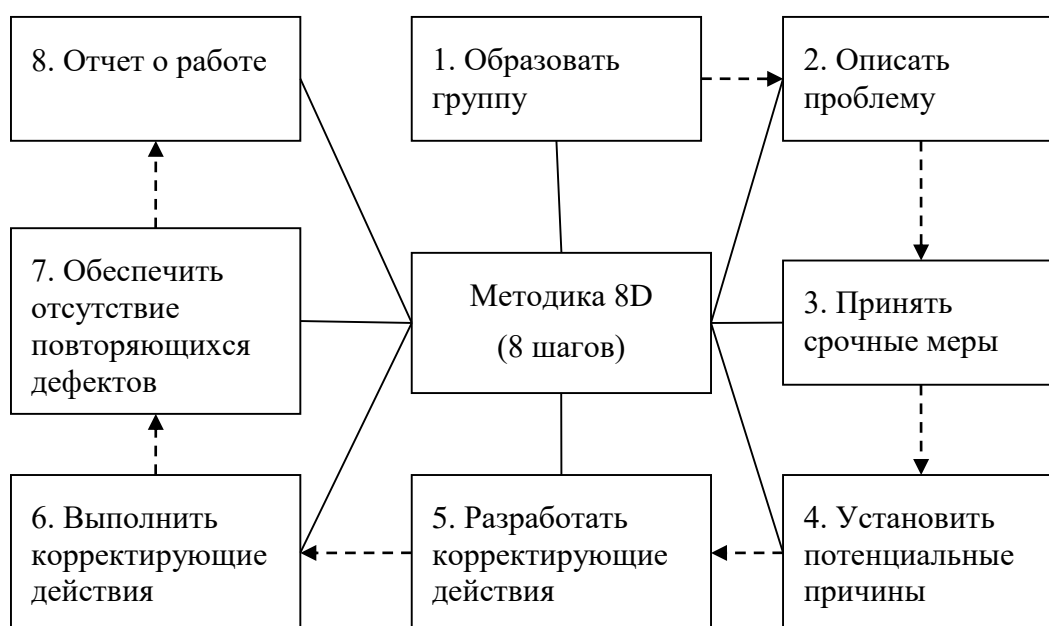 8. Отчет о работе
1. Образовать
группу
2. Описать
проблему
7. Обеспечить
отсутствие
повторяющихся
дефектов
Методика 8D
(8 шагов)
3. Принять
срочные меры
6. Выполнить
корректирующие
действия
5. Разработать
корректирующие
действия
4. Установить
потенциальные
причины